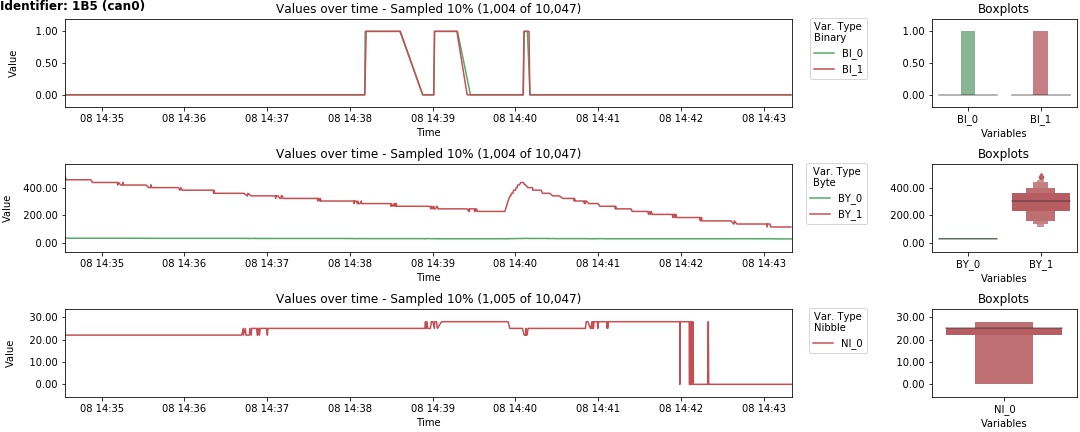 Identifier: 1B5 (can0)
Values over time - Sampled 10% (1,004 of 10,047)
Value
1.00
0.50
0.00
08 14:35 08 14:36 08 14:37 08 14:38 08 14:39 08 14:40 08 14:41 08 14:42 08 14:43
Time
Var. Type
Binary
BI_0
BI_1
Boxplots
1.00
0.50
0.00
BI_0 BI_1
Variables
Values over time - Sampled 10% (1,004 of 10,047)
Value
400.00
200.00
0.00
08 14:35 08 14:36 08 14:37 08 14:38 08 14:39 08 14:40 08 14:41 08 14:42 08 14:43
Time
Var. Type
Byte
BY_0
BY_1
Boxplots
400.00
200.00
0.00
BY_0 BY_1
Variables
Values over time - Sampled 10% (1,005 of 10,047)
Value
30.00
20.00
10.00
0.00
08 14:35 08 14:36 08 14:37 08 14:38 08 14:39 08 14:40 08 14:41 08 14:42 08 14:43
Time
Var. Type
Nibble
NI_0
Boxplots
30.00
20.00
10.00
0.00
NI_0
Variables